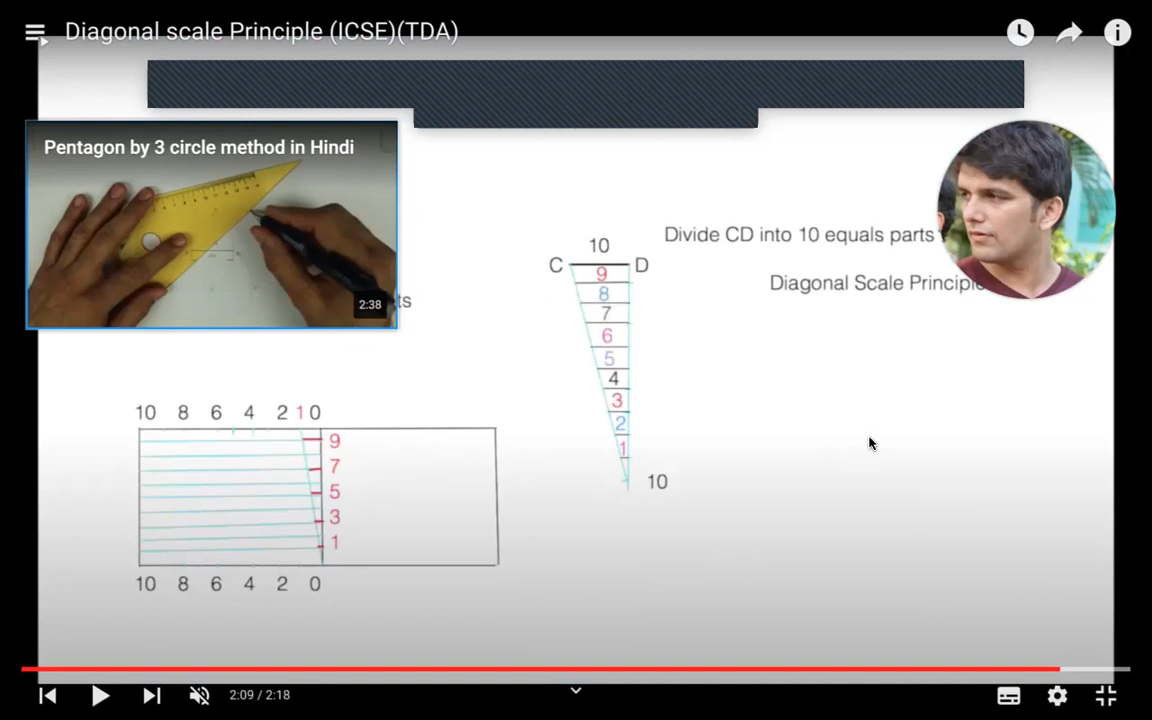 Diagonal scale Principle (ICSE)(TDA)
Pentagon by 3 circle method in Hindi
2:38
ts
10
C D
9
8
7
6
5
4
3
2
1
10
Divide CD into 10 equals parts
Diagonal Scale Principle
10 8 6 4 2 1 0
9
7
5
3
1
10 8 6 4 2 0
2:09 / 2:18